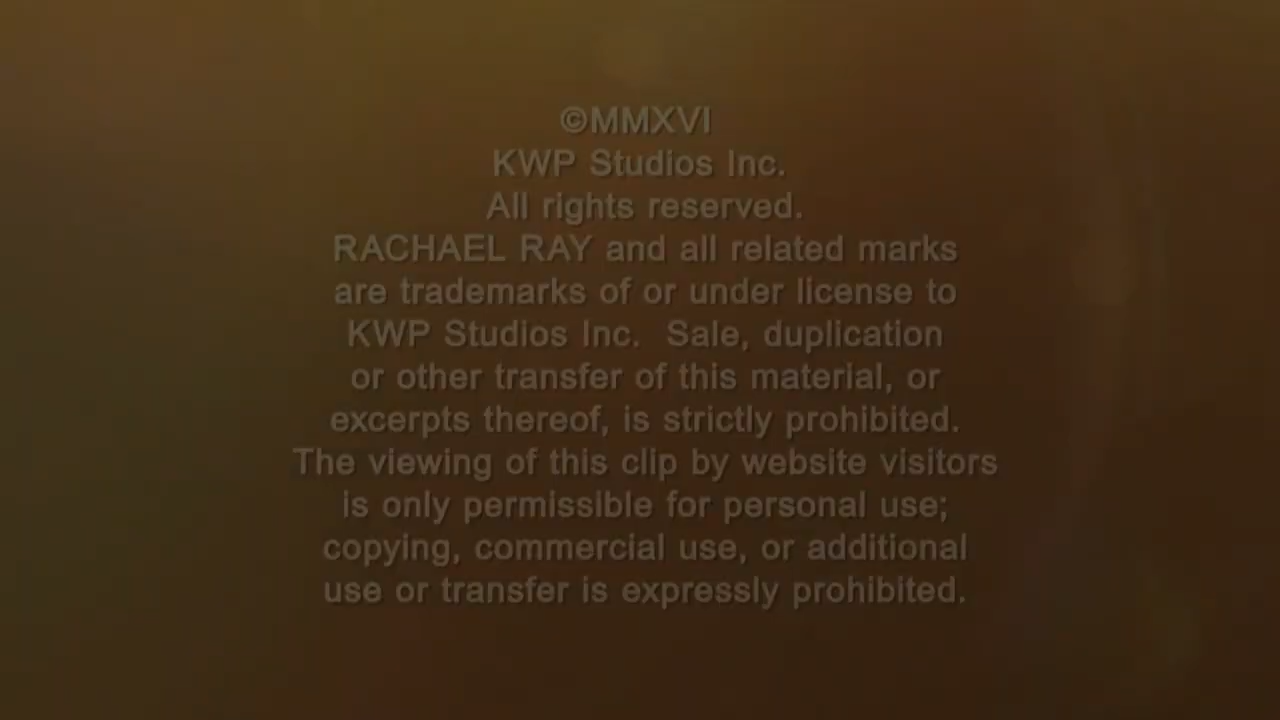 ©MMXVI
KWP Studios Inc.
All rights reserved.
RACHAEL RAY and all related marks
are trademarks of or under license to
KWP Studios Inc.  Sale, duplication
or other transfer of this material, or
excerpts thereof, is strictly prohibited.
The viewing of this clip by website visitors
is only permissible for personal use;
copying, commercial use, or additional
use or transfer is expressly prohibited.